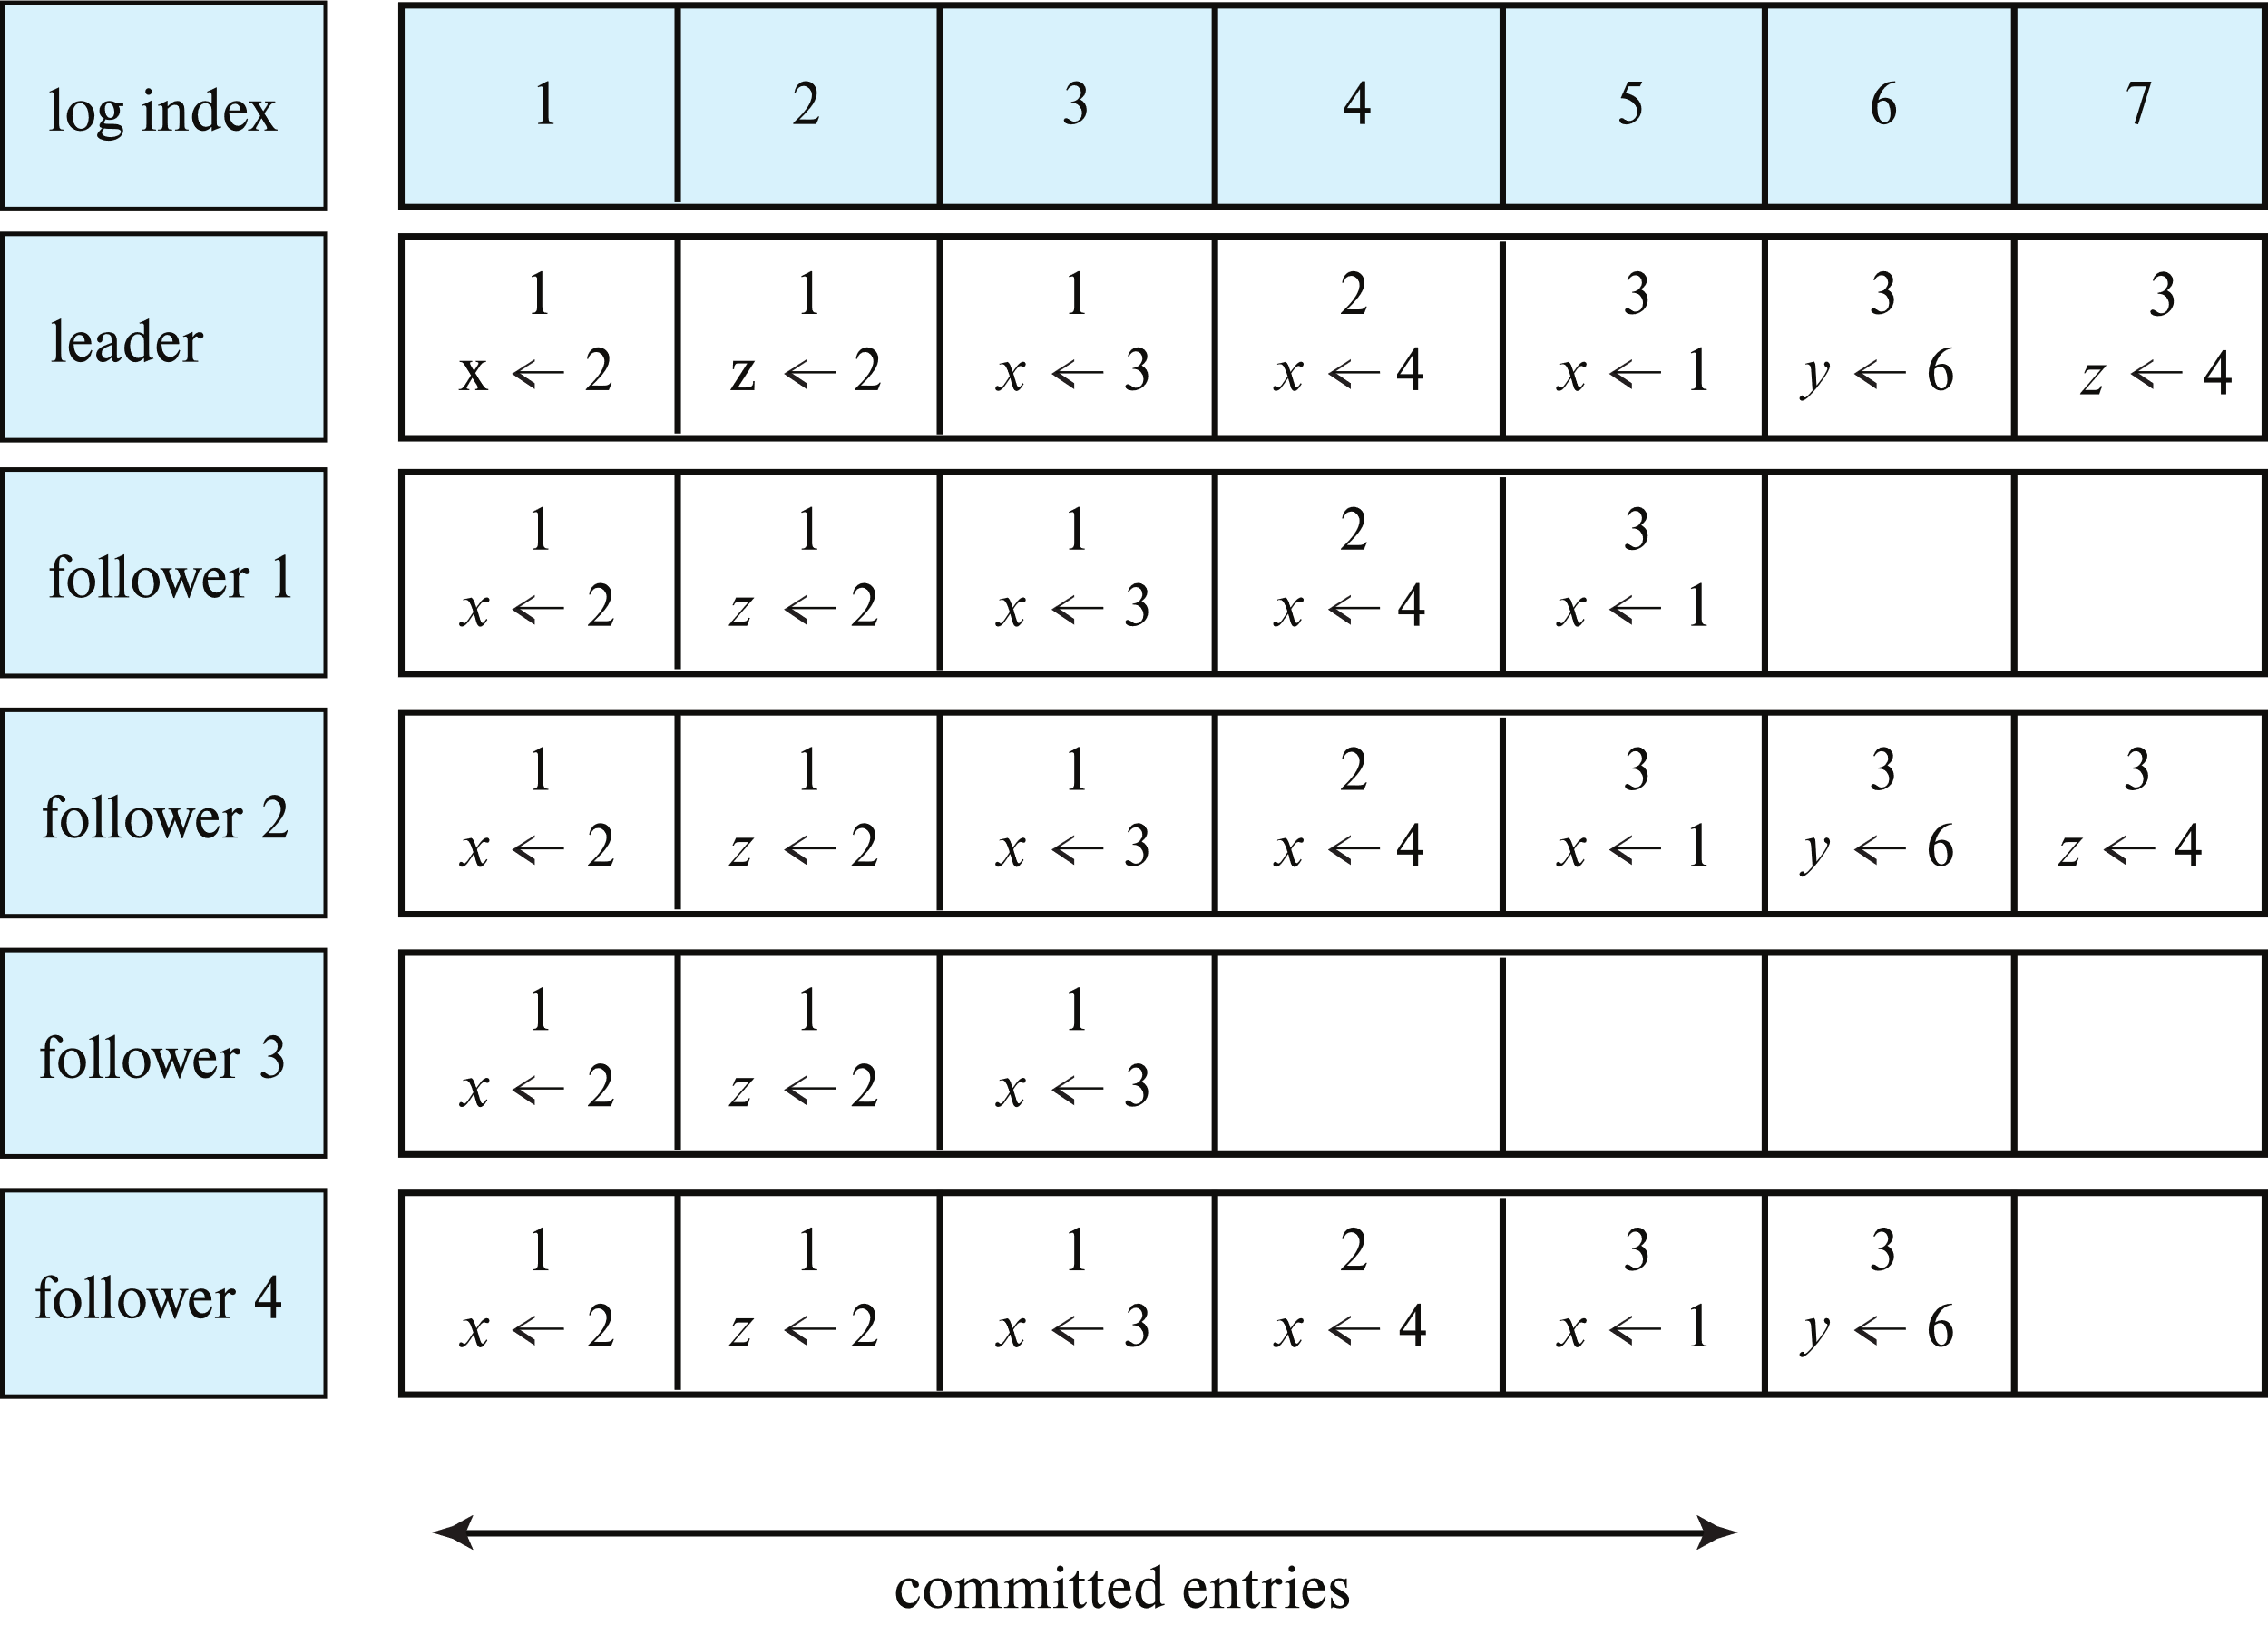 log index 1 2 3 4 5 6 7
leader 1 1 1 2 3 3 3
x ← 2 z ← 2 x ← 3 x ← 4 x ← 1 y ← 6 z ← 4
follower 1 1 1 1 2 3
x ← 2 z ← 2 x ← 3 x ← 4 x ← 1
follower 2 1 1 1 2 3 3 3
x ← 2 z ← 2 x ← 3 x ← 4 x ← 1 y ← 6 z ← 4
follower 3 1 1 1
x ← 2 z ← 2 x ← 3
follower 4 1 1 1 2 3 3
x ← 2 z ← 2 x ← 3 x ← 4 x ← 1 y ← 6
committed entries